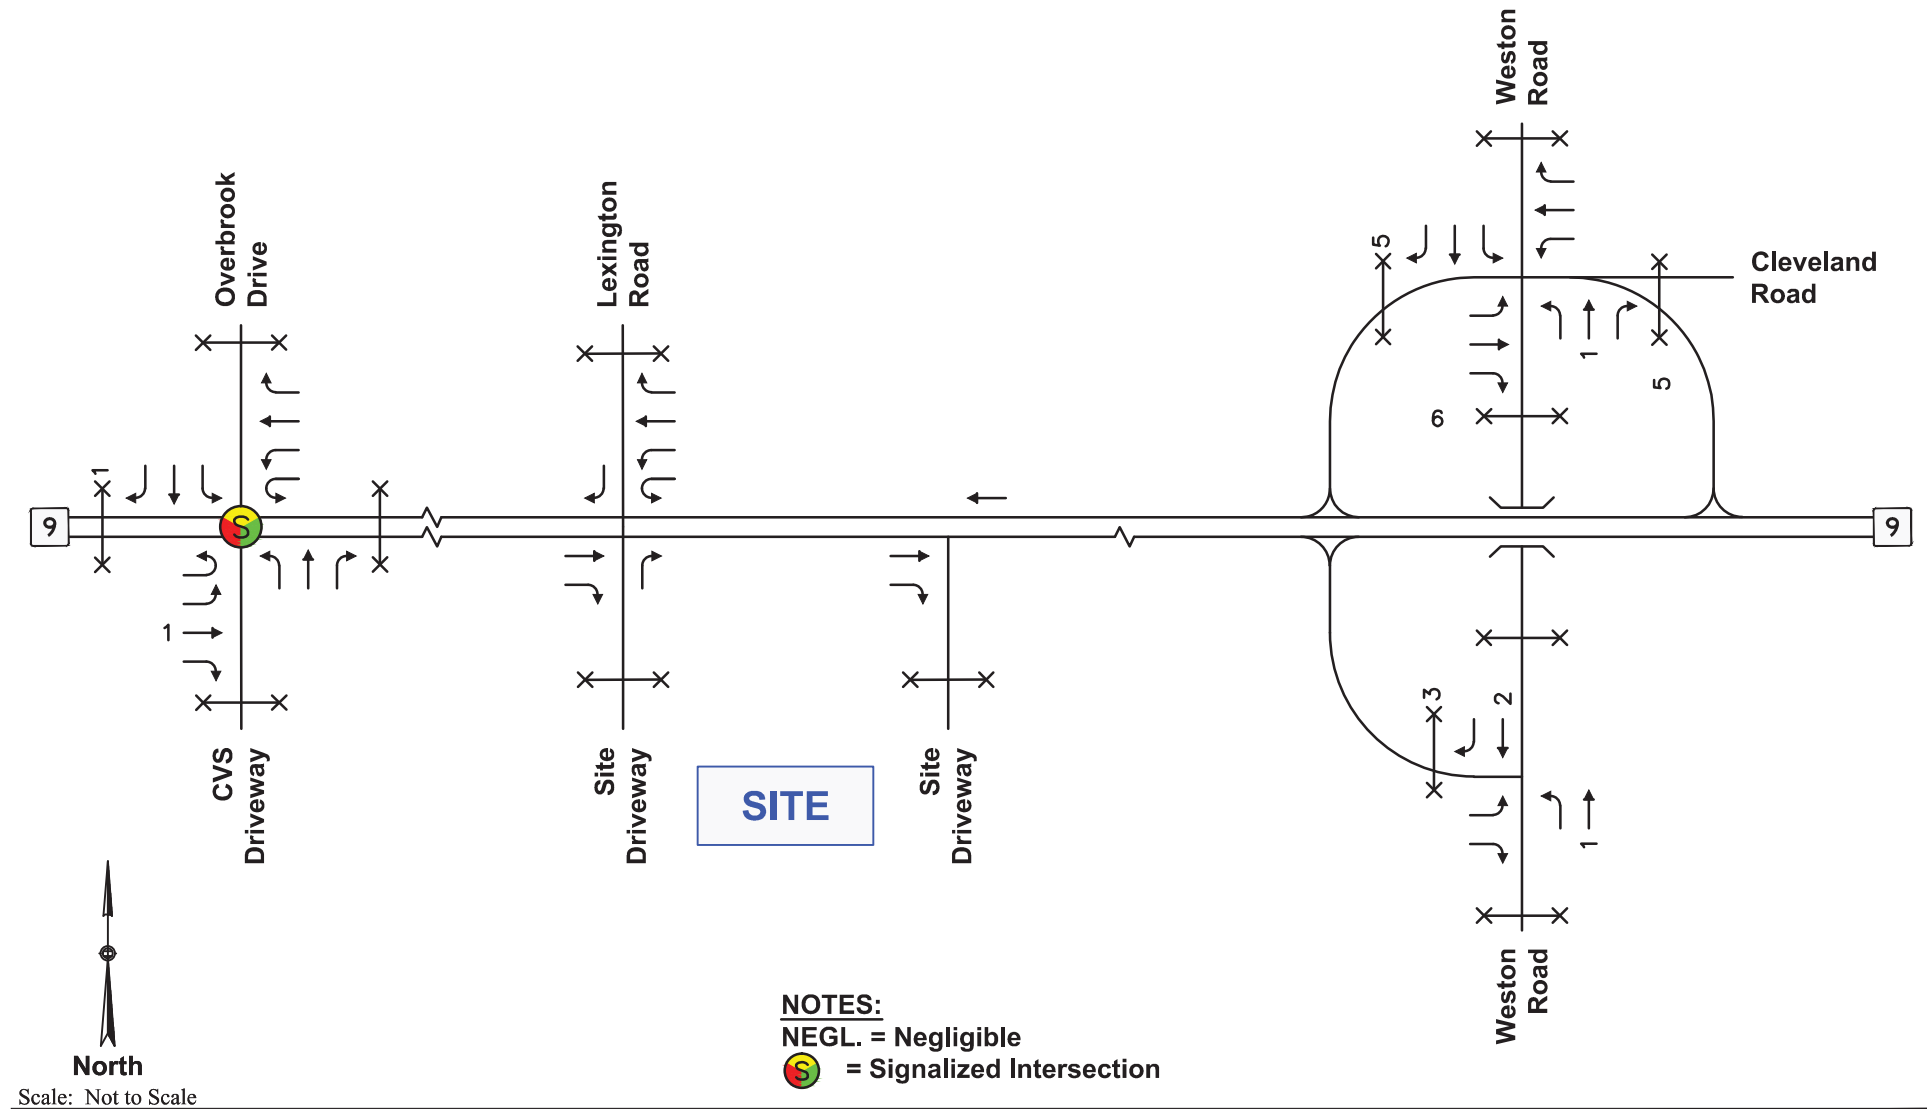 Weston
Road
Overbrook
Drive
Lexington
Road
5
Cleveland
Road
1
5
6
1
9
S
9
1
3
2
CVS
Driveway
Site
Driveway
SITE
Site
Driveway
1
Weston
Road
North
Scale: Not to Scale
NOTES:
NEGL. = Negligible
S = Signalized Intersection